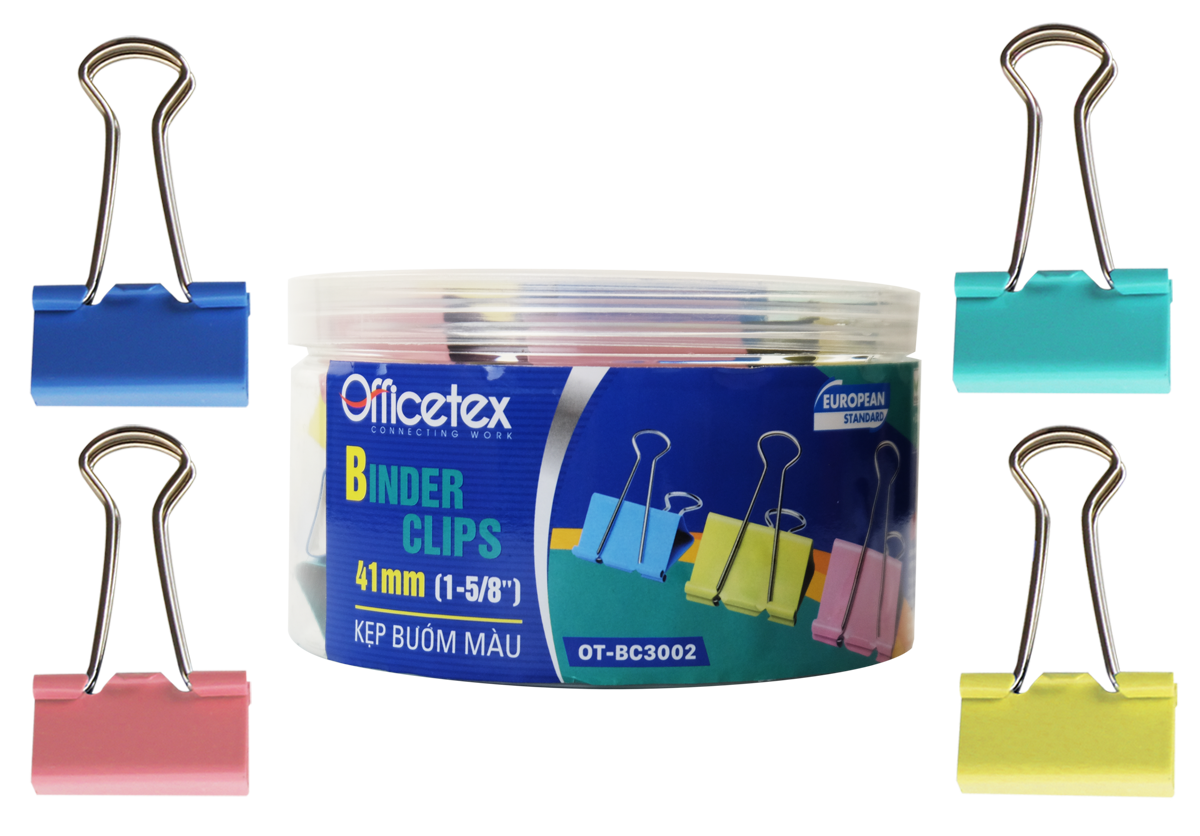 Officetex
CONNECTING WORK
BINDER
CLIPS
41mm (1-5/8")
KẸP BƯỚM MÀU
EUROPEAN
STANDARD
OT-BC3002